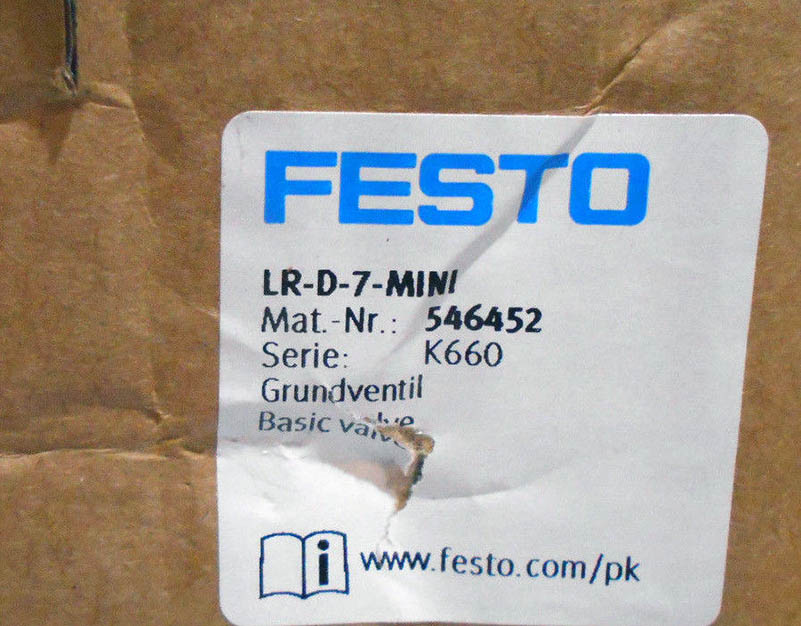 FESTO
LR-D-7-MINI
Mat.-Nr.: 546452
Serie: K660
Grundventil
Basic valve
i www.festo.com/pk